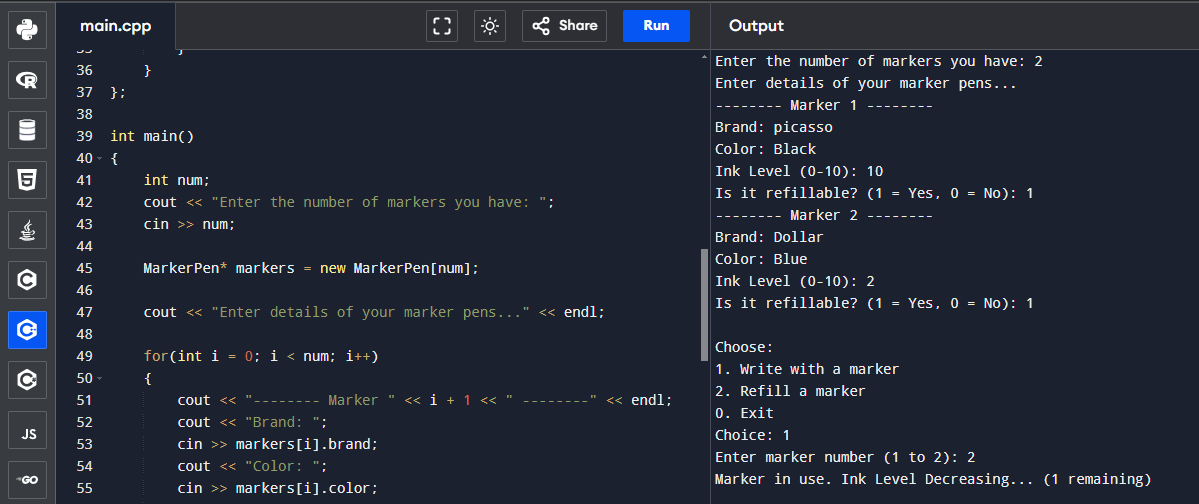 main.cpp
Share
Run
Output
35 }
36 }
37 };
38
39 int main()
40 {
41 int num;
42 cout << "Enter the number of markers you have: ";
43 cin >> num;
44
45 MarkerPen* markers = new MarkerPen[num];
46
47 cout << "Enter details of your marker pens..." << endl;
48
49 for(int i = 0; i < num; i++)
50 {
51 cout << "-------- Marker " << i + 1 << " --------" << endl;
52 cout << "Brand: ";
53 cin >> markers[i].brand;
54 cout << "Color: ";
55 cin >> markers[i].color;
Enter the number of markers you have: 2
Enter details of your marker pens...
-------- Marker 1 --------
Brand: picasso
Color: Black
Ink Level (0-10): 10
Is it refillable? (1 = Yes, 0 = No): 1
-------- Marker 2 --------
Brand: Dollar
Color: Blue
Ink Level (0-10): 2
Is it refillable? (1 = Yes, 0 = No): 1
Choose:
1. Write with a marker
2. Refill a marker
0. Exit
Choice: 1
Enter marker number (1 to 2): 2
Marker in use. Ink Level Decreasing... (1 remaining)
R
5
C
C
C
JS
GO